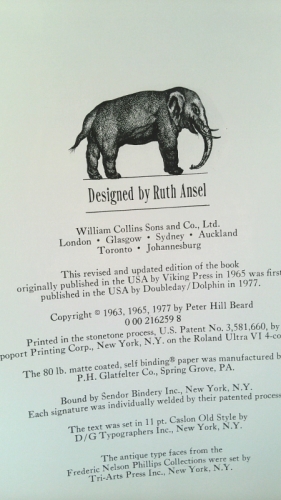 Designed by Ruth Ansel
William Collins Sons and Co., Ltd.
London • Glasgow • Sydney • Auckland
Toronto • Johannesburg
This revised and updated edition of the book
originally published in the USA by Viking Press in 1965 was first
published in the USA by Doubleday/Dolphin in 1977.
Copyright © 1963, 1965, 1977 by Peter Hill Beard
0 00 216259 8
Printed in the stonetone process, U.S. Patent No. 3,581,660, by
Printing Corp., New York, N.Y. on the Roland Ultra VI 4-co
The 80 lb. matte coated, self binding® paper was manufactured b
P.H. Glatfelter Co., Spring Grove, PA.
Bound by Sendor Bindery Inc., New York, N.Y.
Each signature was individually welded by their patented process
The text was set in 11 pt. Caslon Old Style by
D/G Typographers Inc., New York, N.Y.
The antique type faces from the
Frederic Nelson Phillips Collections were set by
Tri-Arts Press Inc., New York, N.Y.